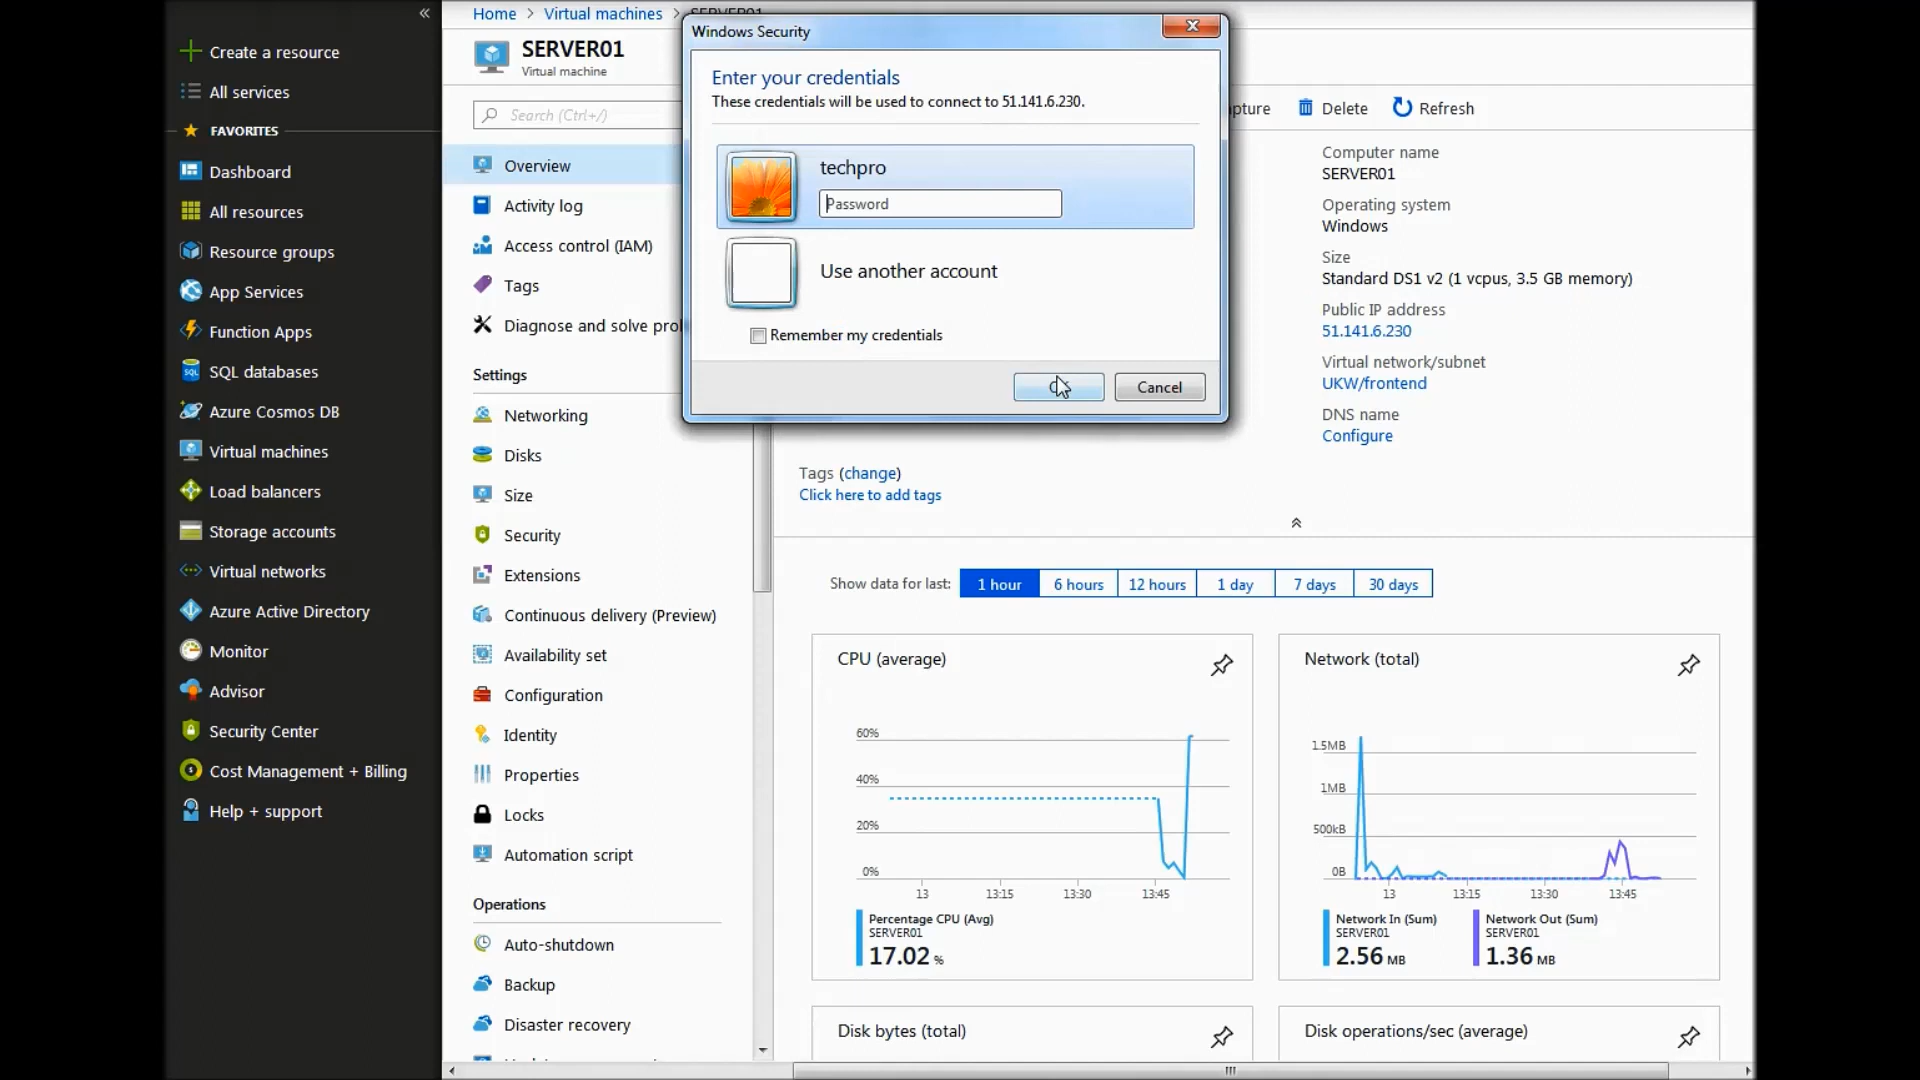 Create a resource
All services
FAVORITES
Dashboard
All resources
Resource groups
App Services
Function Apps
SQL databases
Azure Cosmos DB
Virtual machines
Load balancers
Storage accounts
Virtual networks
Azure Active Directory
Monitor
Advisor
Security Center
Cost Management + Billing
Help + support
Home > Virtual machines > SERVER01
SERVER01
Virtual machine
Search (Ctrl+/)
Overview
Activity log
Access control (IAM)
Tags
Diagnose and solve
Settings
Networking
Disks
Size
Security
Extensions
Continuous delivery (Preview)
Availability set
Configuration
Identity
Properties
Locks
Automation script
Operations
Auto-shutdown
Backup
Disaster recovery
Windows Security
Enter your credentials
These credentials will be used to connect to 51.141.6.230.
techpro
Password
Use another account
Remember my credentials
Cancel
Delete
Refresh
Computer name
SERVER01
Operating system
Windows
Size
Standard DS1 v2 (1 vcpus, 3.5 GB memory)
Public IP address
51.141.6.230
Virtual network/subnet
UKW/frontend
DNS name
Configure
Tags (change)
Click here to add tags
Show data for last: 1 hour 6 hours 12 hours 1 day 7 days 30 days
CPU (average)
60%
40%
20%
0%
13 13:15 13:30 13:45
Percentage CPU (Avg)
SERVER01
17.02 %
Network (total)
1.5MB
1MB
500kB
0B
13 13:15 13:30 13:45
Network In (Sum)
SERVER01
2.56 MB
Network Out (Sum)
SERVER01
1.36 MB
Disk bytes (total)
Disk operations/sec (average)